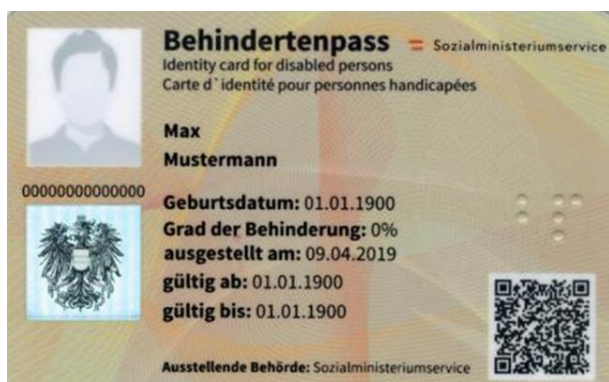 Behindertenpass
Sozialministeriumservice
Identity card for disabled persons
Carte d`identité pour personnes handicapées
Max
Mustermann
00000000000000
Geburtsdatum: 01.01.1900
Grad der Behinderung: 0%
ausgestellt am: 09.04.2019
gültig ab: 01.01.1900
gültig bis: 01.01.1900
Ausstellende Behörde: Sozialministeriumservice